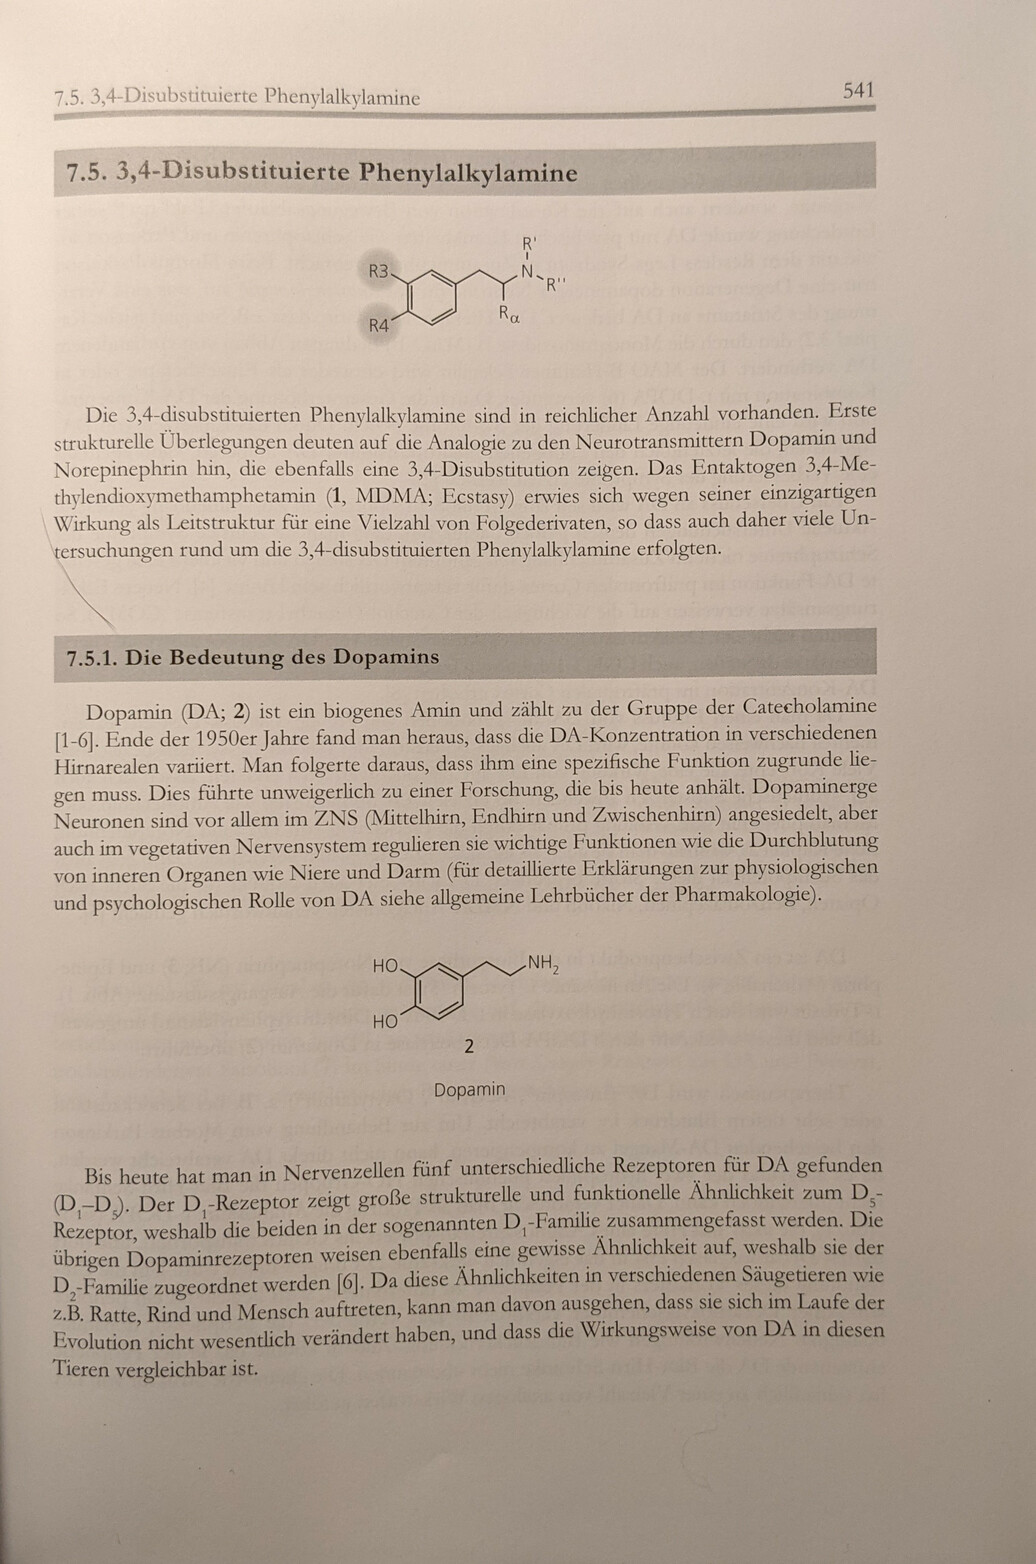 7.5. 3,4-Disubstituierte Phenylalkylamine
541
7.5. 3,4-Disubstituierte Phenylalkylamine
R'
R3
N
R''
R4
Rα
Die 3,4-disubstituierten Phenylalkylamine sind in reichlicher Anzahl vorhanden. Erste
strukturelle Überlegungen deuten auf die Analogie zu den Neurotransmittern Dopamin und
Norepinephrin hin, die ebenfalls eine 3,4-Disubstitution zeigen. Das Entaktogen 3,4-Me-
thylendioxymethamphetamin (1, MDMA; Ecstasy) erwies sich wegen seiner einzigartigen
Wirkung als Leitstruktur für eine Vielzahl von Folgederivaten, so dass auch daher viele Un-
tersuchungen rund um die 3,4-disubstituierten Phenylalkylamine erfolgten.
7.5.1. Die Bedeutung des Dopamins
Dopamin (DA; 2) ist ein biogenes Amin und zählt zu der Gruppe der Catecholamine
[1-6]. Ende der 1950er Jahre fand man heraus, dass die DA-Konzentration in verschiedenen
Hirnarealen variiert. Man folgerte daraus, dass ihm eine spezifische Funktion zugrunde lie-
gen muss. Dies führte unweigerlich zu einer Forschung, die bis heute anhält. Dopaminerge
Neuronen sind vor allem im ZNS (Mittelhirn, Endhirn und Zwischenhirn) angesiedelt, aber
auch im vegetativen Nervensystem regulieren sie wichtige Funktionen wie die Durchblutung
von inneren Organen wie Niere und Darm (für detaillierte Erklärungen zur physiologischen
und psychologischen Rolle von DA siehe allgemeine Lehrbücher der Pharmakologie).
HO
NH₂
HO
2
Dopamin
Bis heute hat man in Nervenzellen fünf unterschiedliche Rezeptoren für DA gefunden
(D₁–D₅). Der D₁-Rezeptor zeigt große strukturelle und funktionelle Ähnlichkeit zum D₅-
Rezeptor, weshalb die beiden in der sogenannten D₁-Familie zusammengefasst werden. Die
übrigen Dopaminrezeptoren weisen ebenfalls eine gewisse Ähnlichkeit auf, weshalb sie der
D₂-Familie zugeordnet werden [6]. Da diese Ähnlichkeiten in verschiedenen Säugetieren wie
z.B. Ratte, Rind und Mensch auftreten, kann man davon ausgehen, dass sie sich im Laufe der
Evolution nicht wesentlich verändert haben, und dass die Wirkungsweise von DA in diesen
Tieren vergleichbar ist.